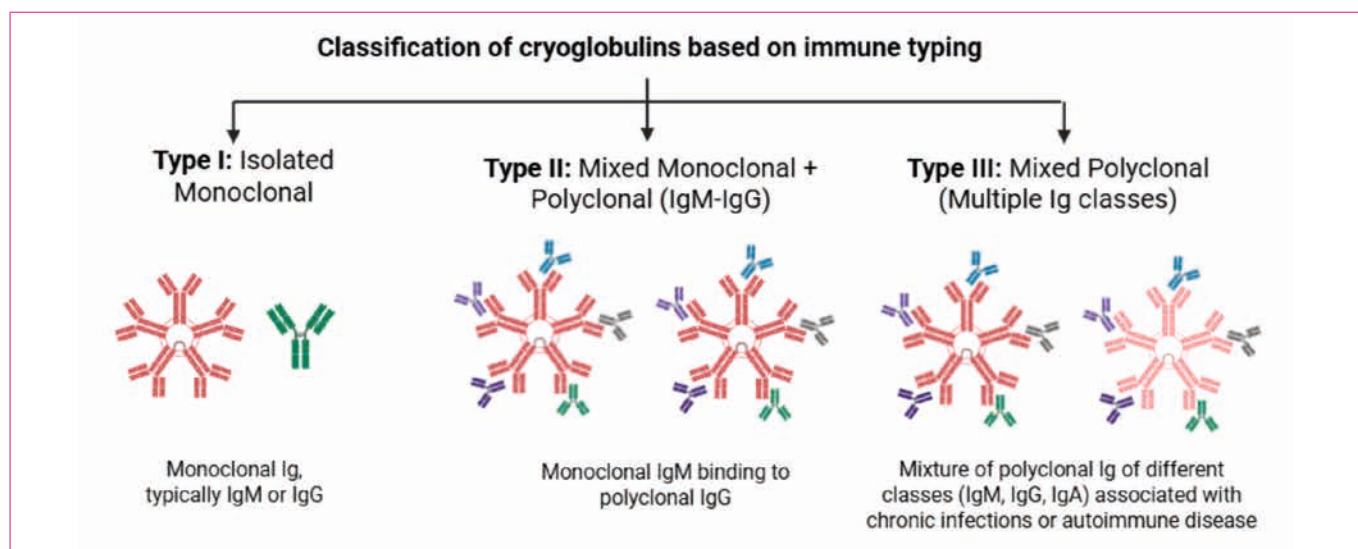 Classification of cryoglobulins based on immune typing
Type I: Isolated
Monoclonal
Type II: Mixed Monoclonal +
Polyclonal (IgM-IgG)
Type III: Mixed Polyclonal
(Multiple Ig classes)
Monoclonal Ig,
typically IgM or IgG
Monoclonal IgM binding to
polyclonal IgG
Mixture of polyclonal Ig of different
classes (IgM, IgG, IgA) associated with
chronic infections or autoimmune disease